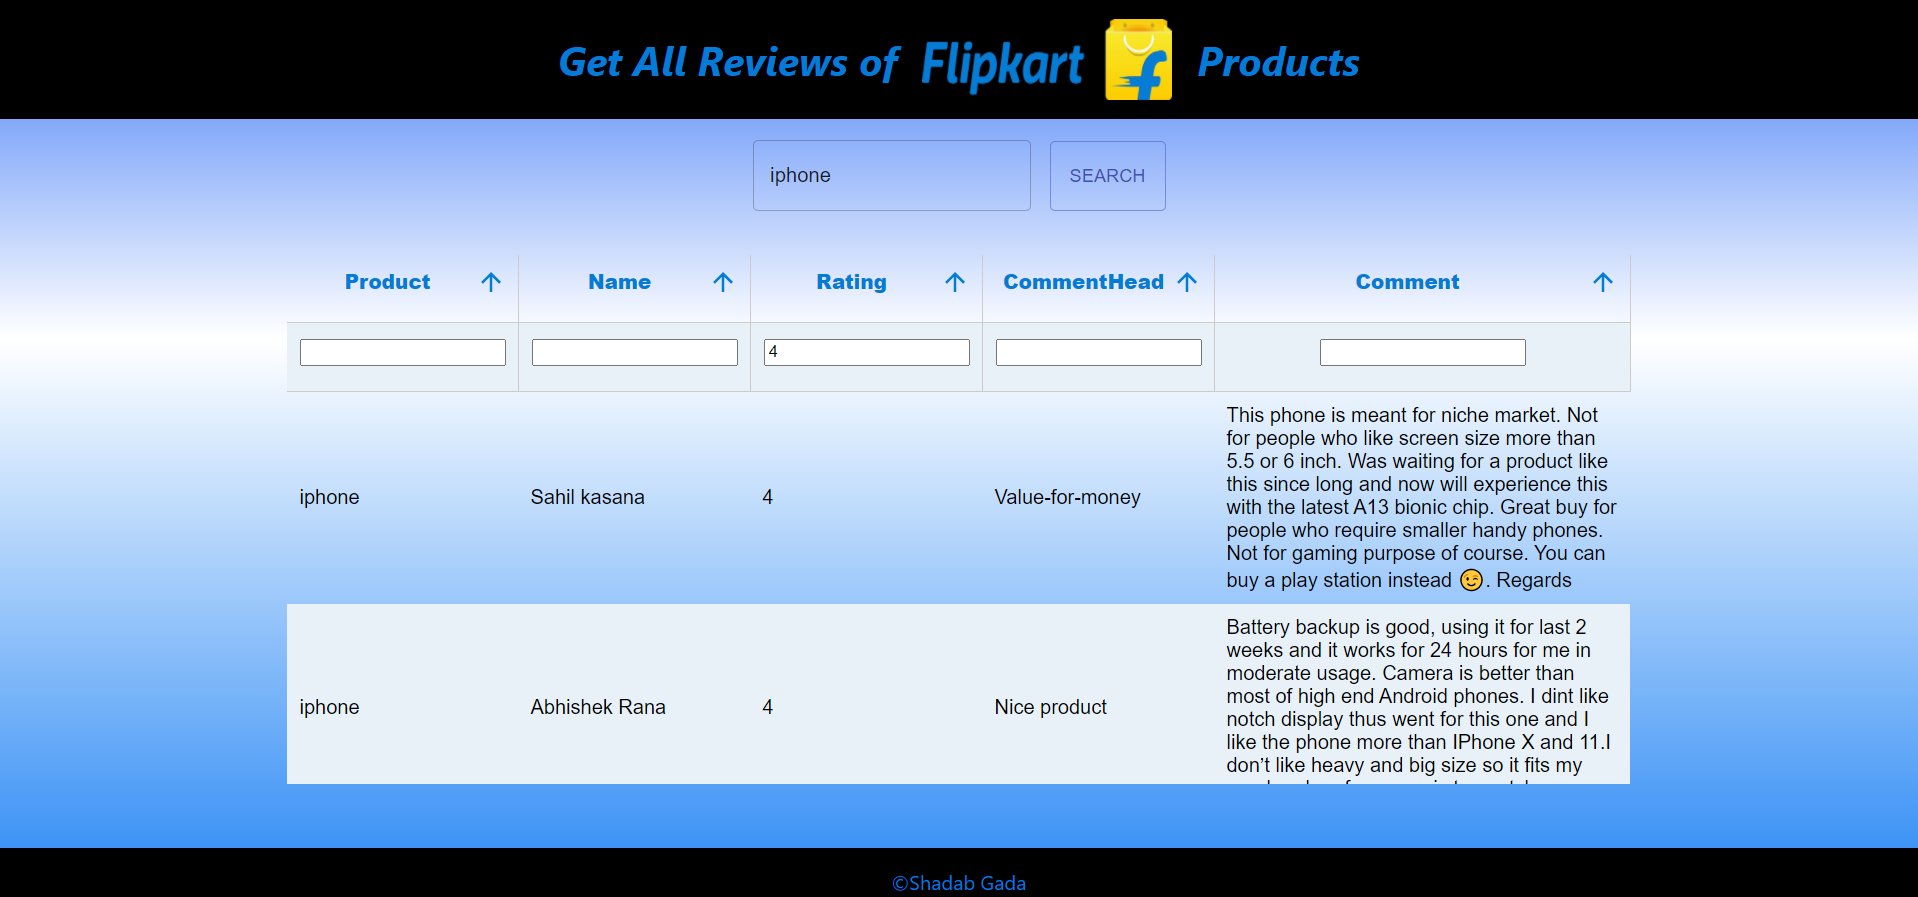 Get All Reviews of Flipkart Products
iphone SEARCH
Product Name Rating CommentHead Comment
4
iphone Sahil kasana 4 Value-for-money
This phone is meant for niche market. Not
for people who like screen size more than
5.5 or 6 inch. Was waiting for a product like
this since long and now will experience this
with the latest A13 bionic chip. Great buy for
people who require smaller handy phones.
Not for gaming purpose of course. You can
buy a play station instead 😉. Regards
iphone Abhishek Rana 4 Nice product
Battery backup is good, using it for last 2
weeks and it works for 24 hours for me in
moderate usage. Camera is better than
most of high end Android phones. I dint like
notch display thus went for this one and I
like the phone more than IPhone X and 11.I
don’t like heavy and big size so it fits my
©Shadab Gada